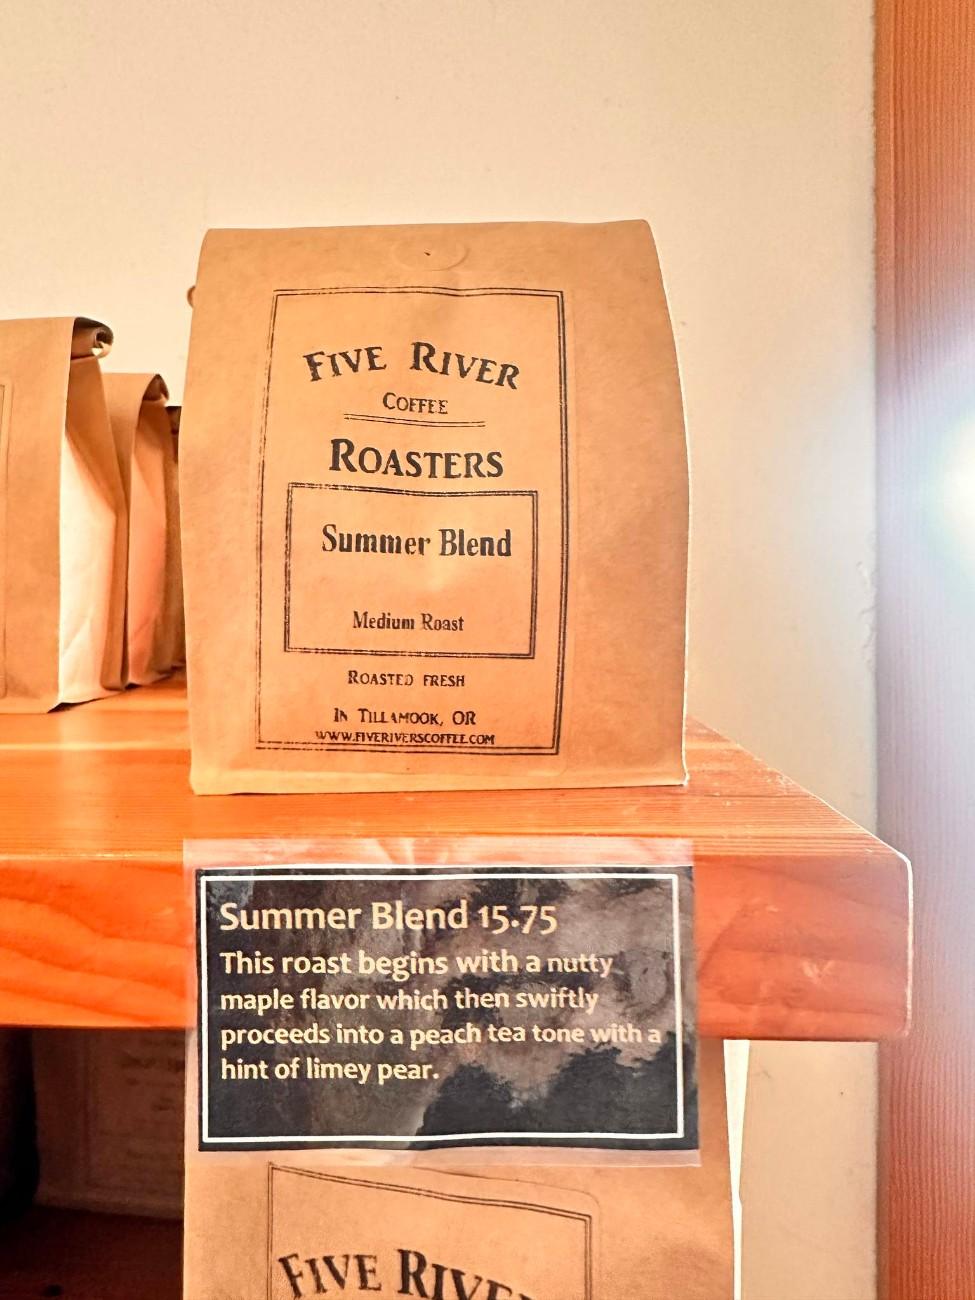 FIVE RIVER
COFFEE
ROASTERS
Summer Blend
Medium Roast
ROASTED FRESH
IN TILLAMOOK, OR
WWW.FIVERIVERSCOFFEE.COM
Summer Blend 15.75
This roast begins with a nutty
maple flavor which then swiftly
proceeds into a peach tea tone with a
hint of limey pear.
FIVE RIVER